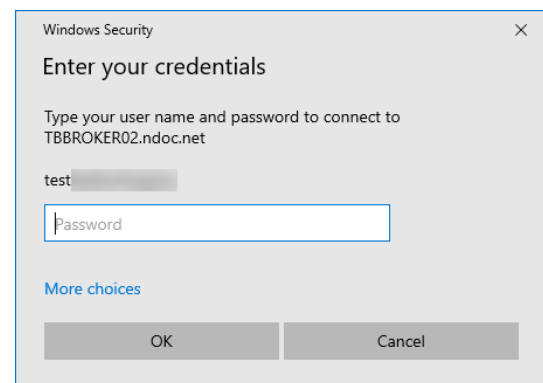 Windows Security
Enter your credentials
Type your user name and password to connect to
TBBROKER02.ndoc.net
test
Password
More choices
OK
Cancel